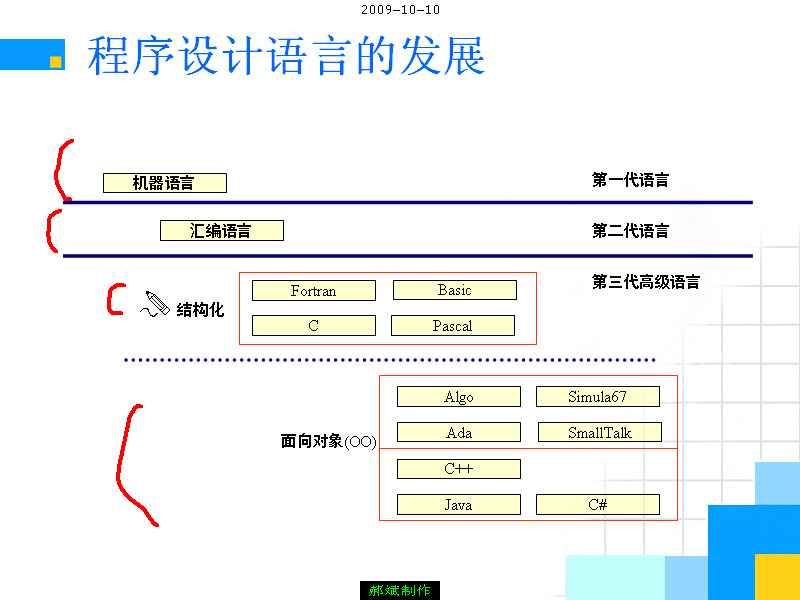 2009-10-10
程序设计语言的发展
机器语言
第一代语言
汇编语言
第二代语言
第三代高级语言
结构化
Fortran
Basic
C
Pascal
面向对象(OO)
Algo
Simula67
Ada
SmallTalk
C++
Java
C#
郝斌制作